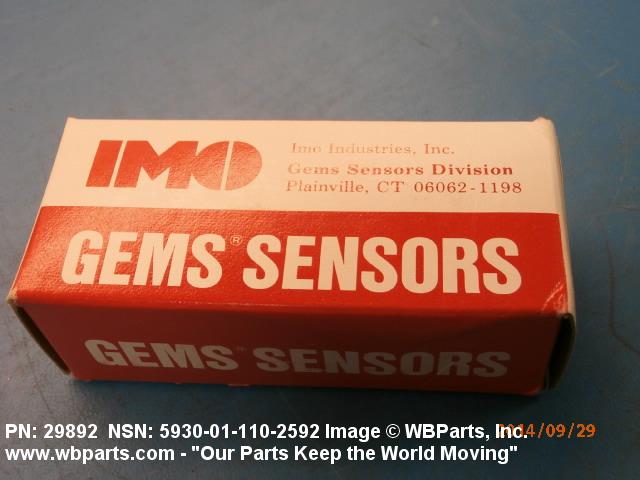 IMO
Imo Industries, Inc.
Gems Sensors Division
Plainville, CT 06062-1198
GEMS® SENSORS
GEMS® SENSORS
PN: 29892 NSN: 5930-01-110-2592 Image © WBParts, Inc.
2014/09/29
www.wbparts.com - "Our Parts Keep the World Moving"